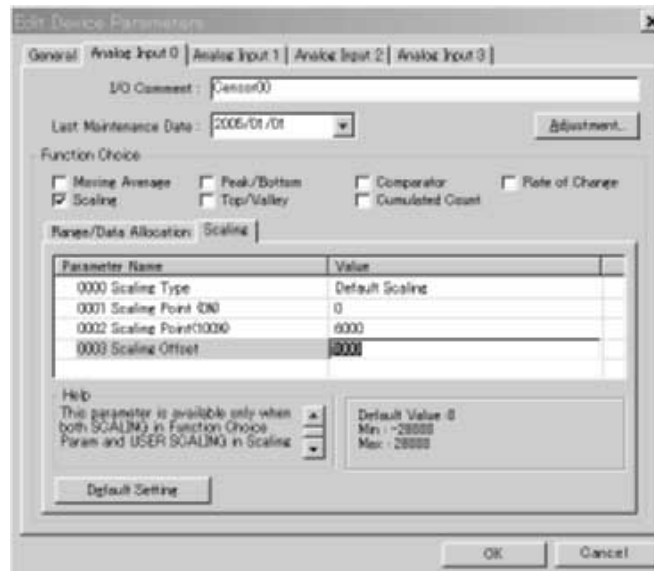 Edit Device Parameters
General Analog Input 0 Analog Input 1 Analog Input 2 Analog Input 3
I/O Comment : Censor00
Last Maintenance Date : 2005/01/01
Adjustment..
Function Choice
Moving Average Peak/Bottom Comparator Rate of Change
Scaling Top/Valley Cumulated Count
Range/Data Allocation Scaling
Parameter Name Value
0000 Scaling Type Default Scaling
0001 Scaling Point (0%) 0
0002 Scaling Point(100%) 6000
0003 Scaling Offset
Help
This parameter is available only when
both SCALING in Function Choice
Param and USER SCALING in Scaling
Default Value :0
Min : -28000
Max : 28000
Default Setting
OK Cancel